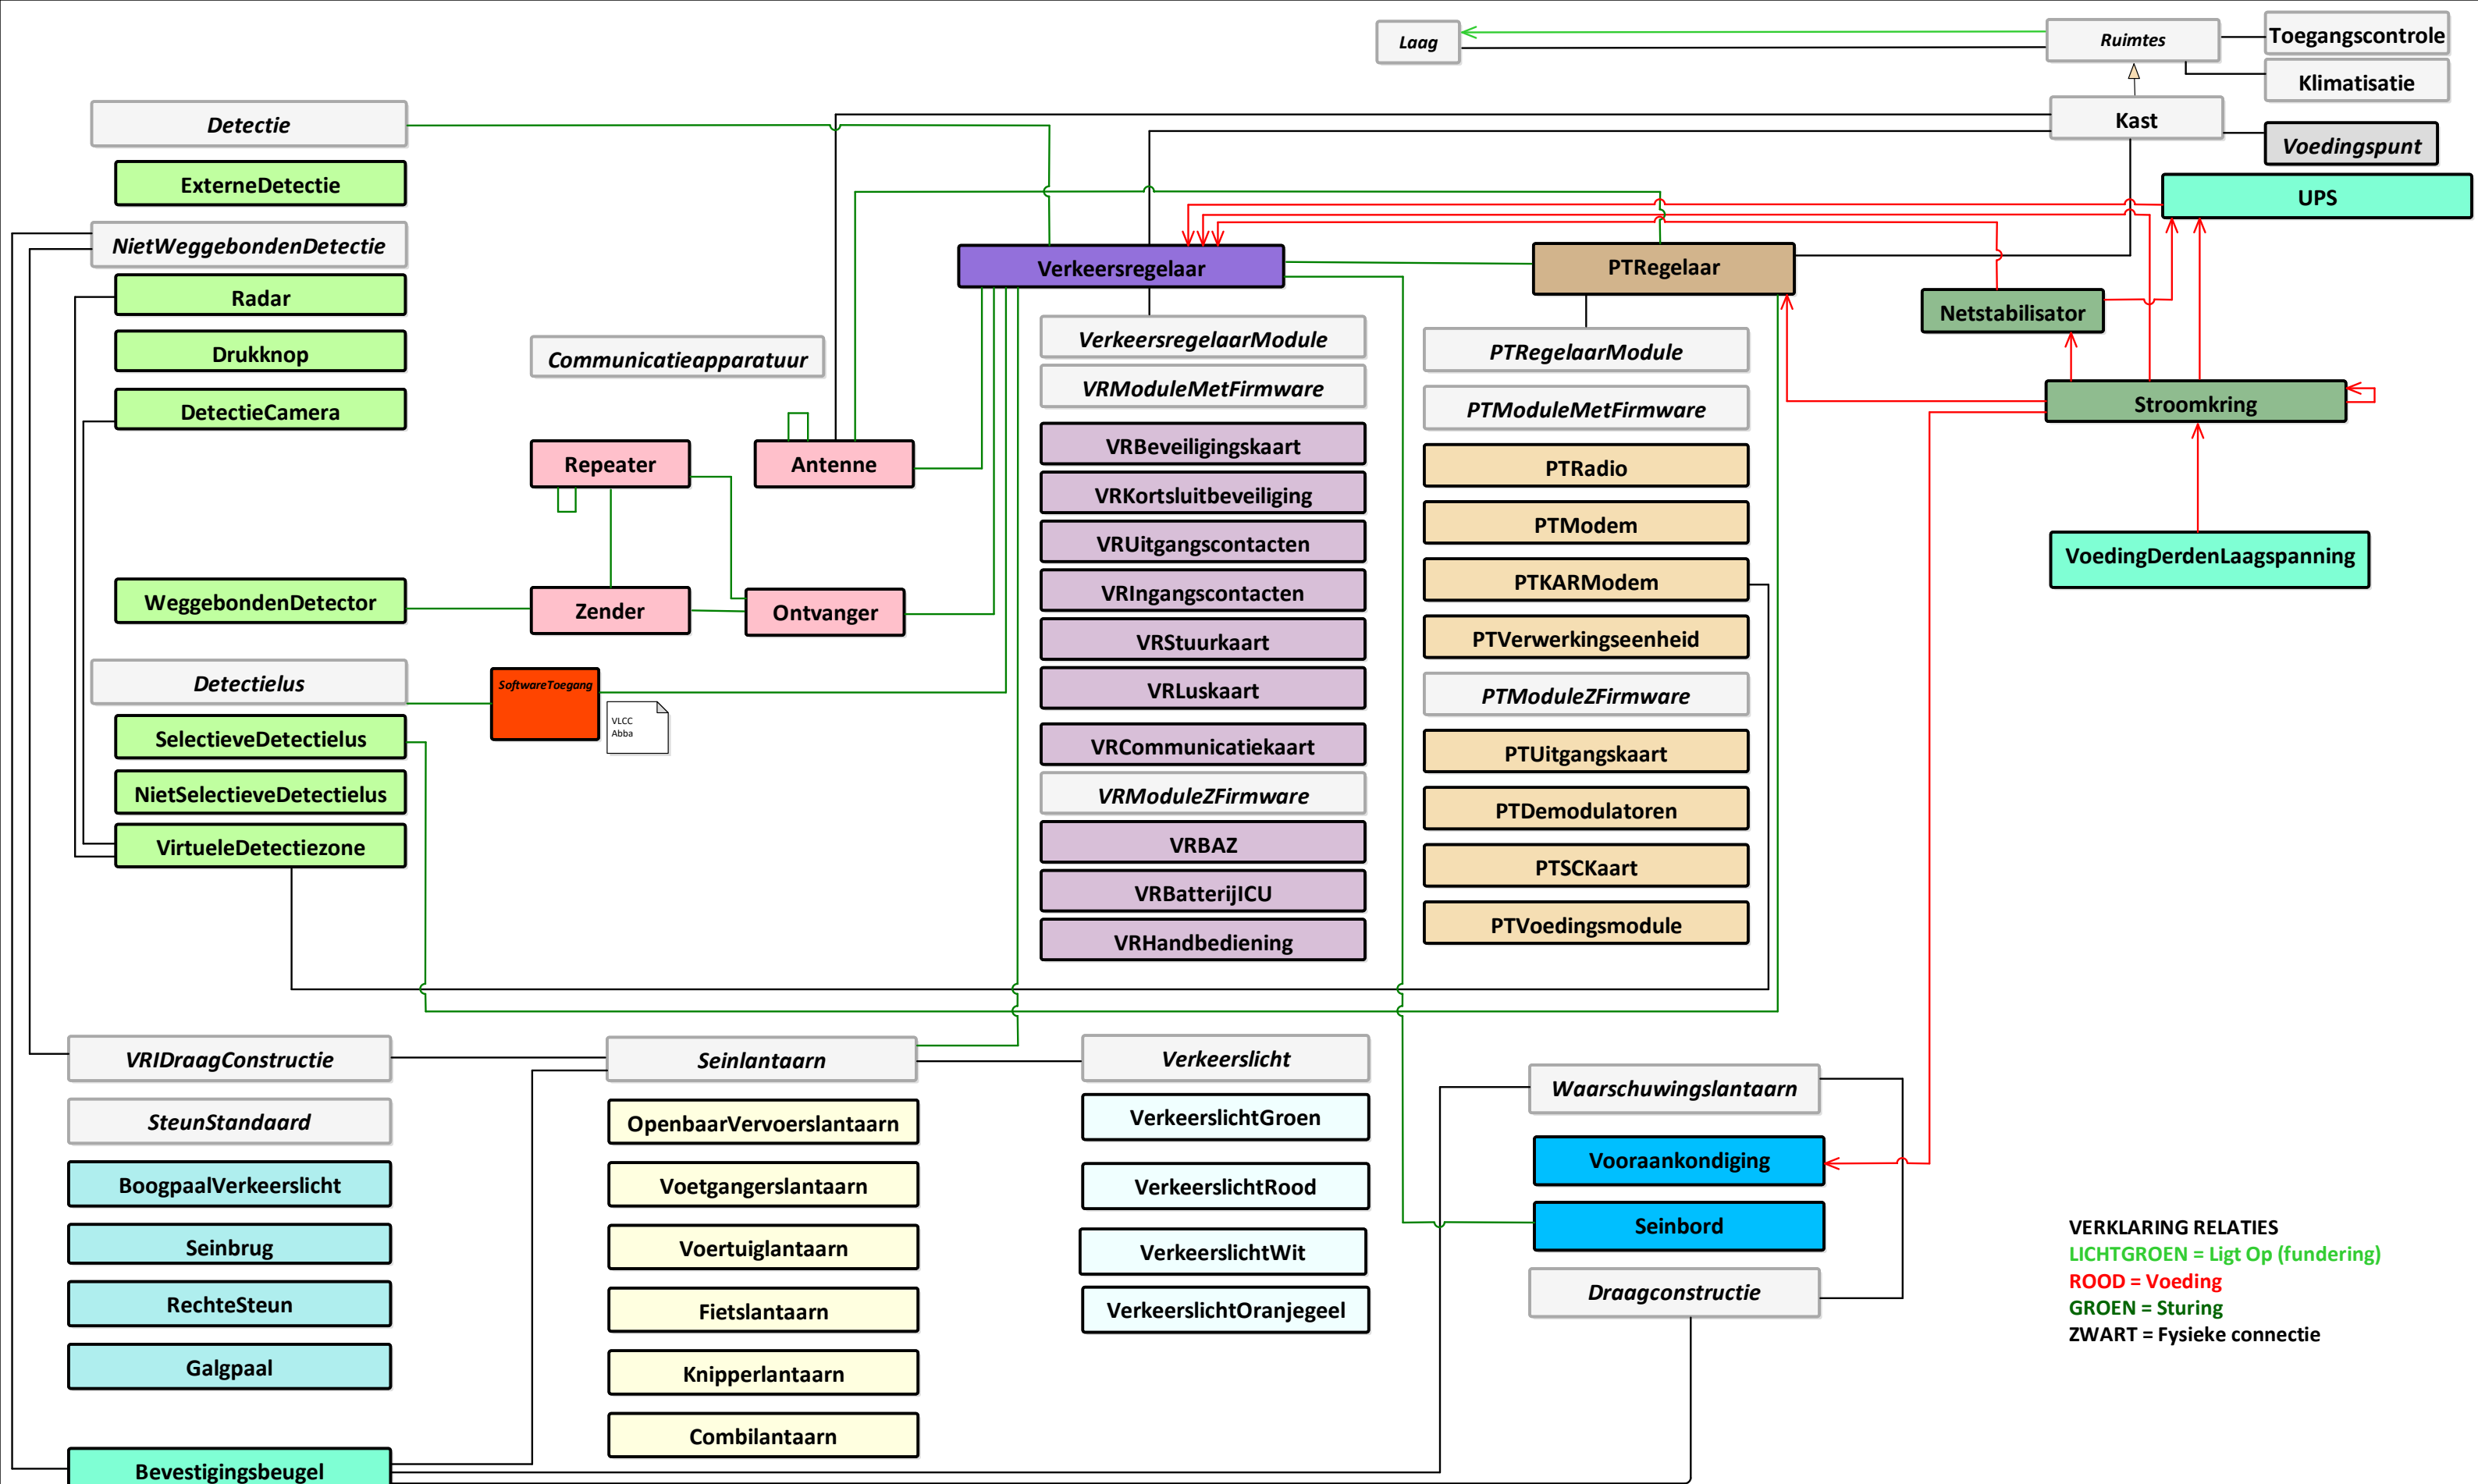 Laag
Ruimtes
Toegangscontrole
Klimatisatie
Kast
Voedingspunt
UPS
Detectie
ExterneDetectie
NietWeggebondenDetectie
Radar
Drukknop
DetectieCamera
WeggebondenDetector
Detectielus
SelectieveDetectielus
NietSelectieveDetectielus
VirtueleDetectiezone
Communicatieapparatuur
Repeater
Antenne
Zender
Ontvanger
SoftwareToegang
VLCC
Abba
Verkeersregelaar
VerkeersregelaarModule
VRModuleMetFirmware
VRBeveiligingskaart
VRKortsluitbeveiliging
VRUitgangscontacten
VRIngangscontacten
VRStuurkaart
VRLuskaart
VRCommunicatiekaart
VRModuleZFirmware
VRBAZ
VRBatterijICU
VRHandbediening
PTRegelaar
PTRegelaarModule
PTModuleMetFirmware
PTRadio
PTModem
PTKARModem
PTVerwerkingseenheid
PTModuleZFirmware
PTUitgangskaart
PTDemodulatoren
PTSCKaart
PTVoedingsmodule
Netstabilisator
Stroomkring
VoedingDerdenLaagspanning
VRIDraagConstructie
SteunStandaard
BoogpaalVerkeerslicht
Seinbrug
RechteSteun
Galgpaal
Bevestigingsbeugel
Seinlantaarn
OpenbaarVervoerslantaarn
Voetgangerslantaarn
Voertuiglantaarn
Fietslantaarn
Knipperlantaarn
Combilantaarn
Verkeerslicht
VerkeerslichtGroen
VerkeerslichtRood
VerkeerslichtWit
VerkeerslichtOranjegeel
Waarschuwingslantaarn
Vooraankondiging
Seinbord
Draagconstructie
VERKLARING RELATIES
LICHTGROEN = Ligt Op (fundering)
ROOD = Voeding
GROEN = Sturing
ZWART = Fysieke connectie